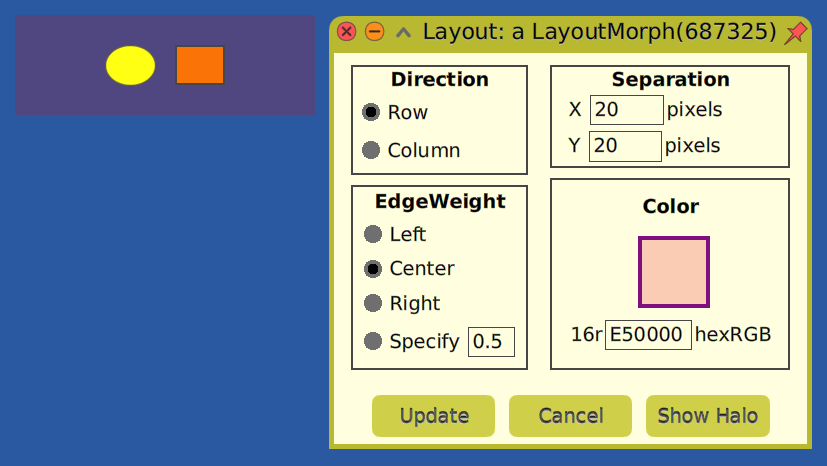 Layout: a LayoutMorph(687325)
Direction
Row
Column
Separation
X 20 pixels
Y 20 pixels
EdgeWeight
Left
Center
Right
Specify 0.5
Color
16r E50000 hexRGB
Update Cancel Show Halo